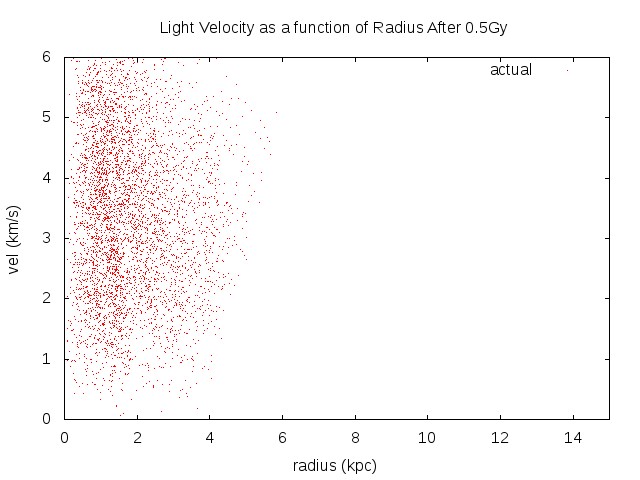 Light Velocity as a function of Radius After 0.5Gy
actual
6
5
4
3
2
1
0
vel (km/s)
0 2 4 6 8 10 12 14
radius (kpc)